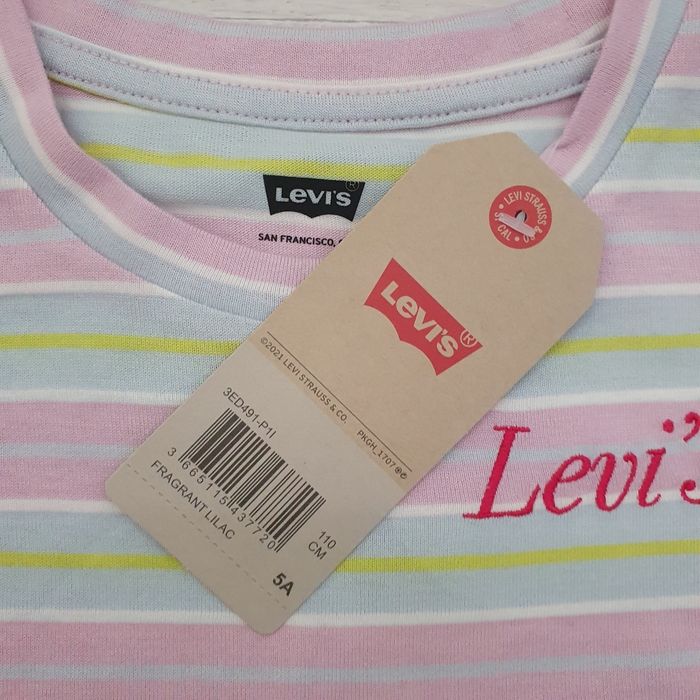 Levi's®
SAN FRANCISCO,
LEVI STRAUSS &
CAL
Levi's®
©2021 LEVI STRAUSS & CO.
PKGH_1707
3ED491-P1I
3 665115 437720
FRAGRANT LILAC
110
CM
5A
Levi's